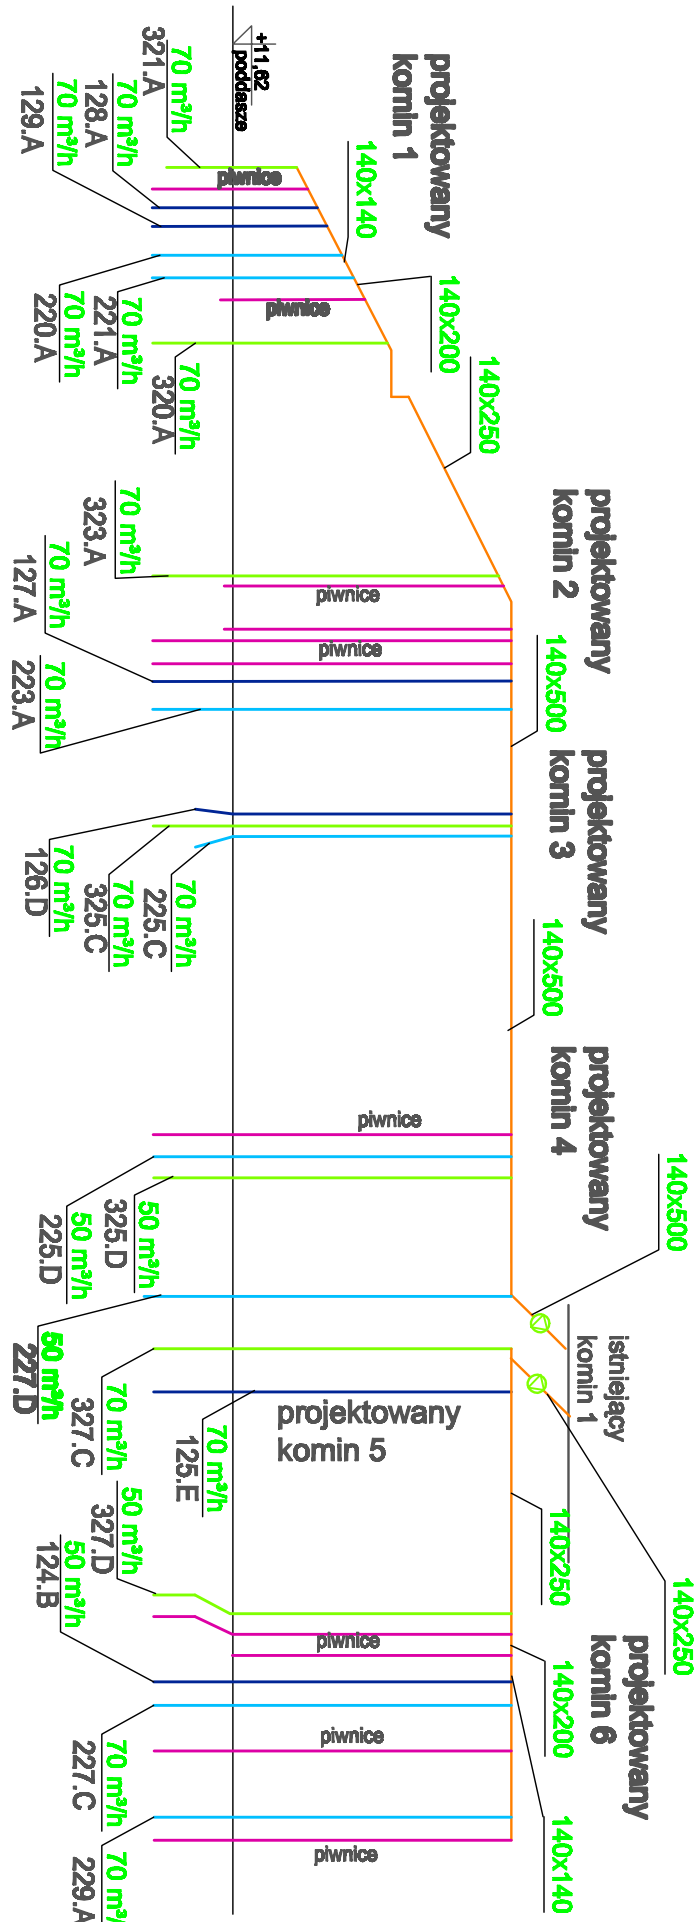 +11,62
poddasze
projektowany
komin 1
70 m³/h
321.A
70 m³/h
128.A
70 m³/h
129.A
piwnice
140x140
140x200
140x250
70 m³/h
220.A
70 m³/h
221.A
piwnice
70 m³/h
320.A
projektowany
komin 2
70 m³/h
323.A
70 m³/h
127.A
70 m³/h
223.A
piwnice
piwnice
140x500
projektowany
komin 3
70 m³/h
126.D
70 m³/h
325.C
70 m³/h
225.C
140x500
projektowany
komin 4
piwnice
50 m³/h
325.D
50 m³/h
225.D
50 m³/h
227.D
140x500
istniejący
komin 1
70 m³/h
327.C
70 m³/h
125.E
projektowany
komin 5
140x250
140x250
50 m³/h
327.D
50 m³/h
124.B
piwnice
projektowany
komin 6
140x200
140x140
70 m³/h
227.C
piwnice
70 m³/h
229.A
piwnice